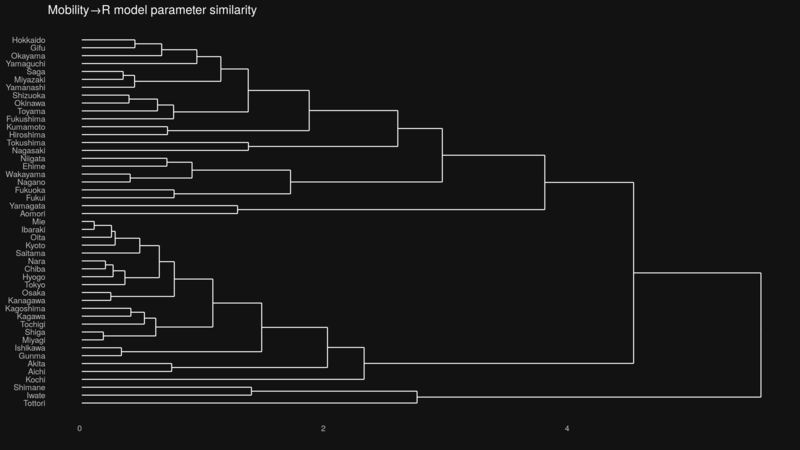 Mobility→R model parameter similarity
Hokkaido
Gifu
Okayama
Yamaguchi
Saga
Miyazaki
Yamanashi
Shizuoka
Okinawa
Toyama
Fukushima
Kumamoto
Hiroshima
Tokushima
Nagasaki
Niigata
Ehime
Wakayama
Nagano
Fukuoka
Fukui
Yamagata
Aomori
Mie
Ibaraki
Oita
Kyoto
Saitama
Nara
Chiba
Hyogo
Tokyo
Osaka
Kanagawa
Kagoshima
Kagawa
Tochigi
Shiga
Miyagi
Ishikawa
Gunma
Akita
Aichi
Kochi
Shimane
Iwate
Tottori
0 2 4